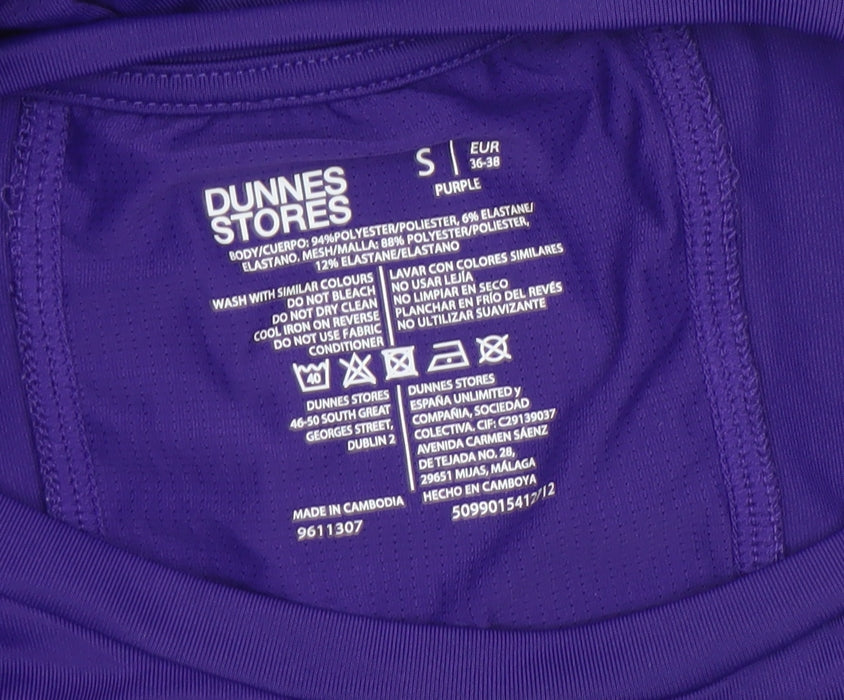 DUNNES
STORES
S
EUR
36-38
PURPLE
BODY/CUERPO: 94%POLYESTER/POLIESTER, 6% ELASTANE/
ELASTANO. MESH/MALLA: 88% POLYESTER/POLIESTER,
12% ELASTANE/ELASTANO
WASH WITH SIMILAR COLOURS
DO NOT BLEACH
DO NOT DRY CLEAN
COOL IRON ON REVERSE
DO NOT USE FABRIC
CONDITIONER
LAVAR CON COLORES SIMILARES
NO USAR LEJÍA
NO LIMPIAR EN SECO
PLANCHAR EN FRÍO DEL REVÉS
NO ULTILIZAR SUAVIZANTE
40
DUNNES STORES
46-50 SOUTH GREAT
GEORGES STREET,
DUBLIN 2
DUNNES STORES
ESPAÑA UNLIMITED y
COMPAÑIA, SOCIEDAD
COLECTIVA. CIF: C29139037
AVENIDA CARMEN SÁENZ
DE TEJADA NO. 28,
29651 MIJAS, MÁLAGA
HECHO EN CAMBOYA
MADE IN CAMBODIA
9611307